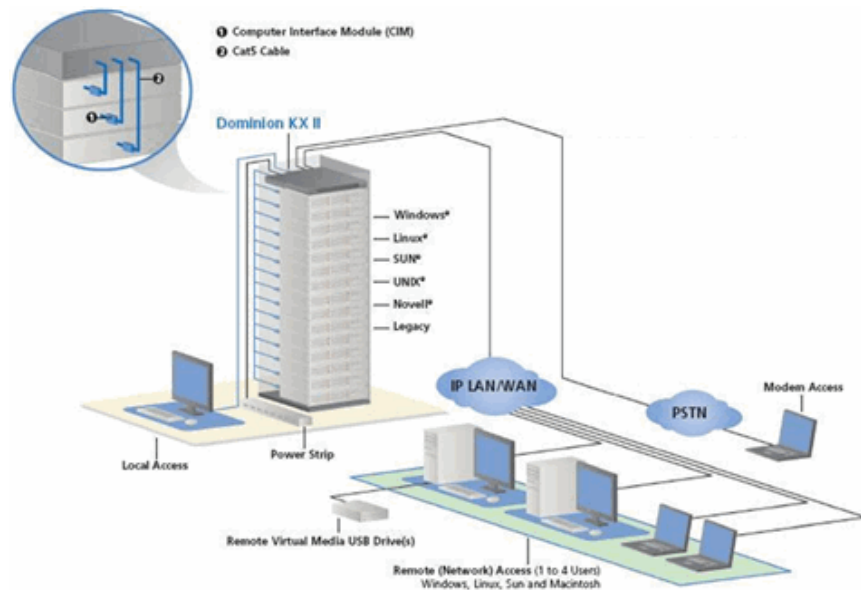 ❶ Computer Interface Module (CIM)
❷ Cat5 Cable
❷
❶
Dominion KX II
Windows®
Linux®
SUN®
UNIX®
Novell®
Legacy
IP LAN/WAN
Modem Access
PSTN
Local Access
Power Strip
Remote Virtual Media USB Drive(s)
Remote (Network) Access (1 to 4 Users)
Windows, Linux, Sun and Macintosh